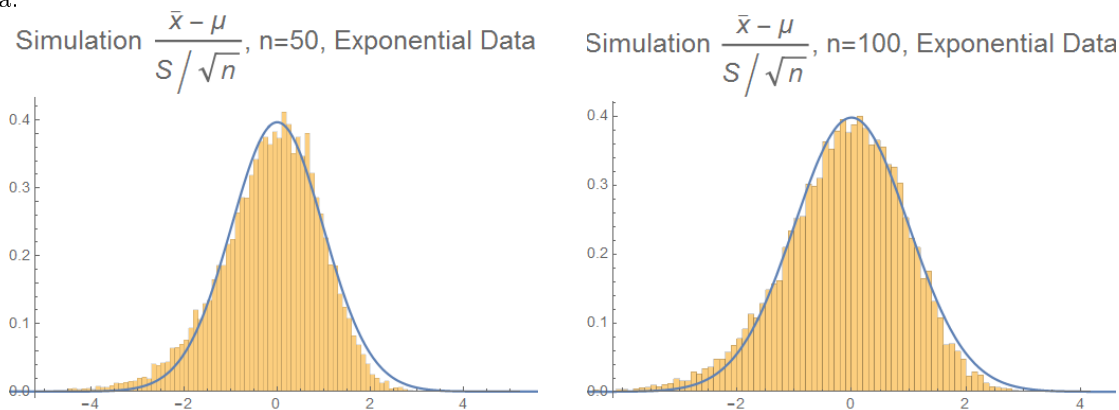 a.
Simulation x̄ − μ / S/√n, n=50, Exponential Data
0.4
0.3
0.2
0.1
0.0
−4 −2 0 2 4
Simulation x̄ − μ / S/√n, n=100, Exponential Data
0.4
0.3
0.2
0.1
0.0
−2 0 2 4